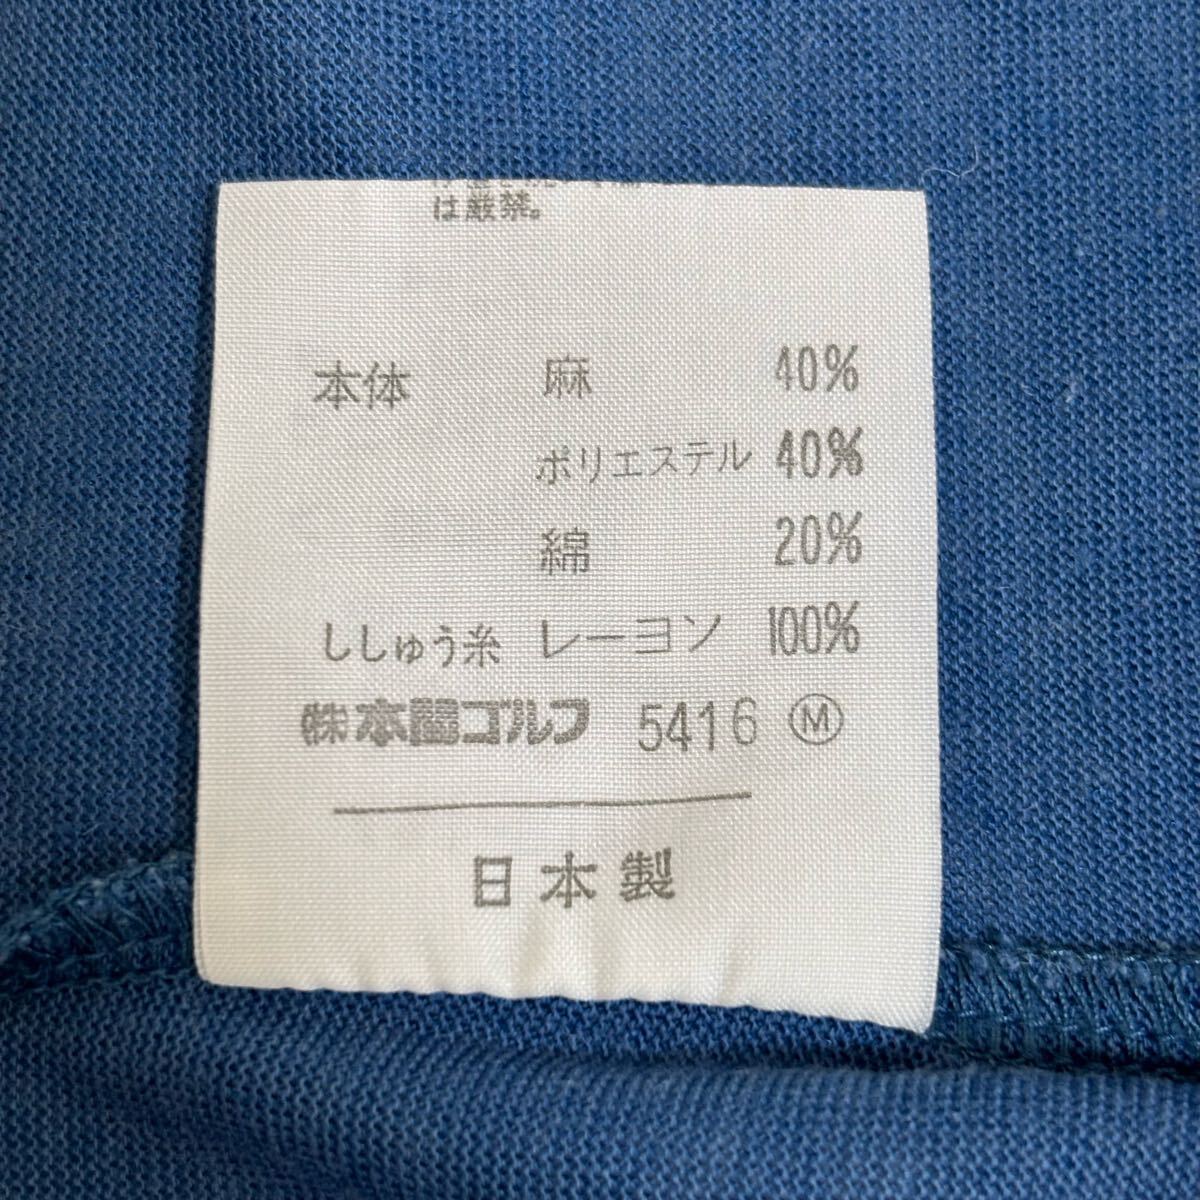 は厳禁。
本体 麻 40%
ポリエステル 40%
綿 20%
ししゅう糸 レーヨン 100%
㈱本間ゴルフ 5416 Ⓜ
日本製